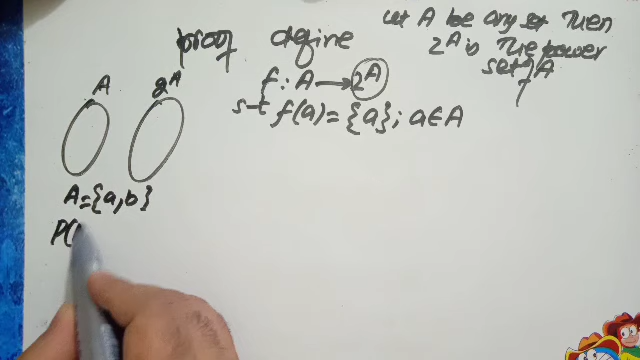 let A be any set Then
2^A is The power
set of A
proof define
f : A → 2^A
s-t f(a) = {a} ; a ∈ A
A 2^A
A = {a, b}
P(